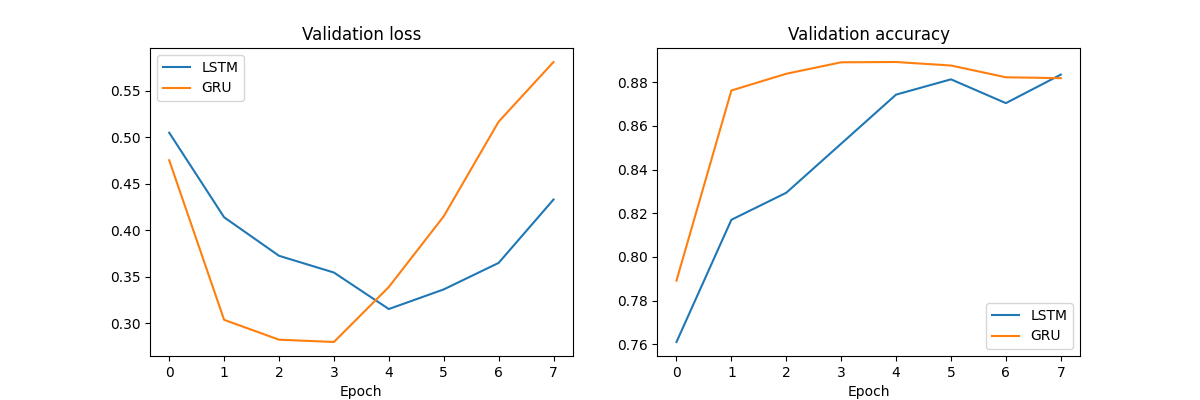 Validation loss
LSTM
GRU
0.55
0.50
0.45
0.40
0.35
0.30
0 1 2 3 4 5 6 7
Epoch
Validation accuracy
0.88
0.86
0.84
0.82
0.80
0.78
0.76
LSTM
GRU
0 1 2 3 4 5 6 7
Epoch